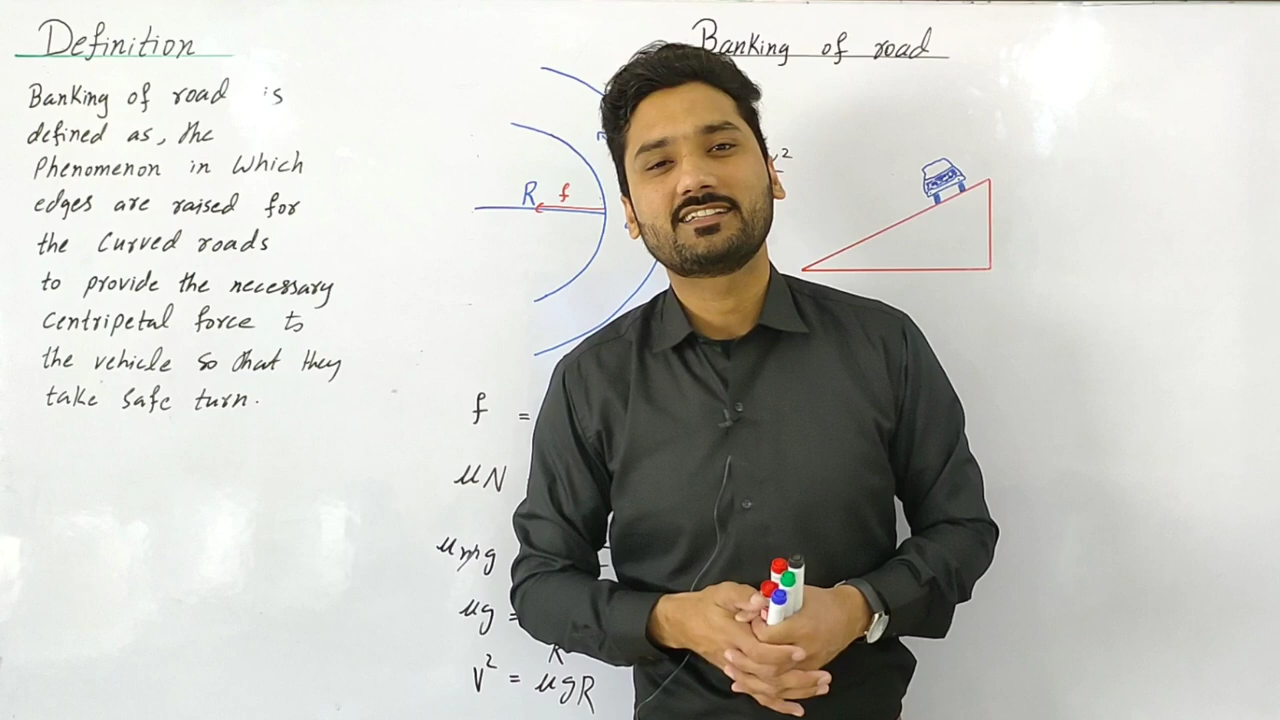 Definition
Banking of road is
defined as, the
Phenomenon in Which
edges are raised for
the Curved roads
to provide the necessary
Centripetal force to
the vehicle so that they
take safe turn.
Banking of road
R f
f =
μN
μmg =
μg =
R
v² = μgR